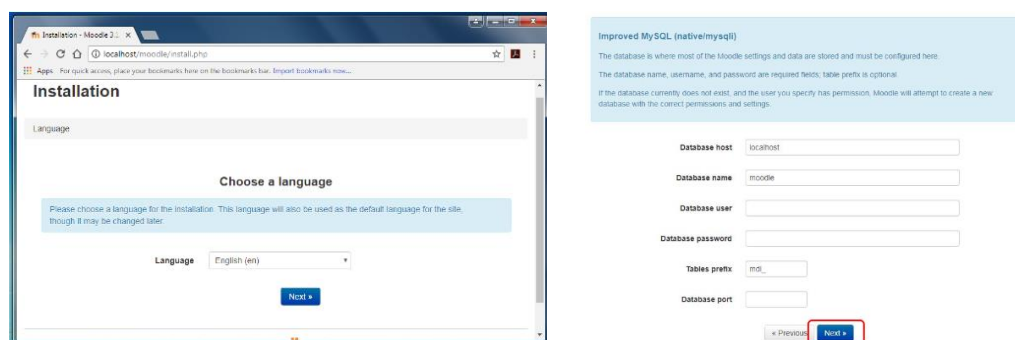 Installation - Moodle 3.
localhost/moodle/install.php
Apps For quick access, place your bookmarks here on the bookmarks bar. Import bookmarks now...
Installation
Language
Choose a language
Please choose a language for the installation. This language will also be used as the default language for the site,
though it may be changed later.
Language English (en)
Next »
Improved MySQL (native/mysqli)
The database is where most of the Moodle settings and data are stored and must be configured here.
The database name, username, and password are required fields; table prefix is optional.
If the database currently does not exist, and the user you specify has permission, Moodle will attempt to create a new
database with the correct permissions and settings.
Database host localhost
Database name moodle
Database user
Database password
Tables prefix mdl_
Database port
« Previous Next »